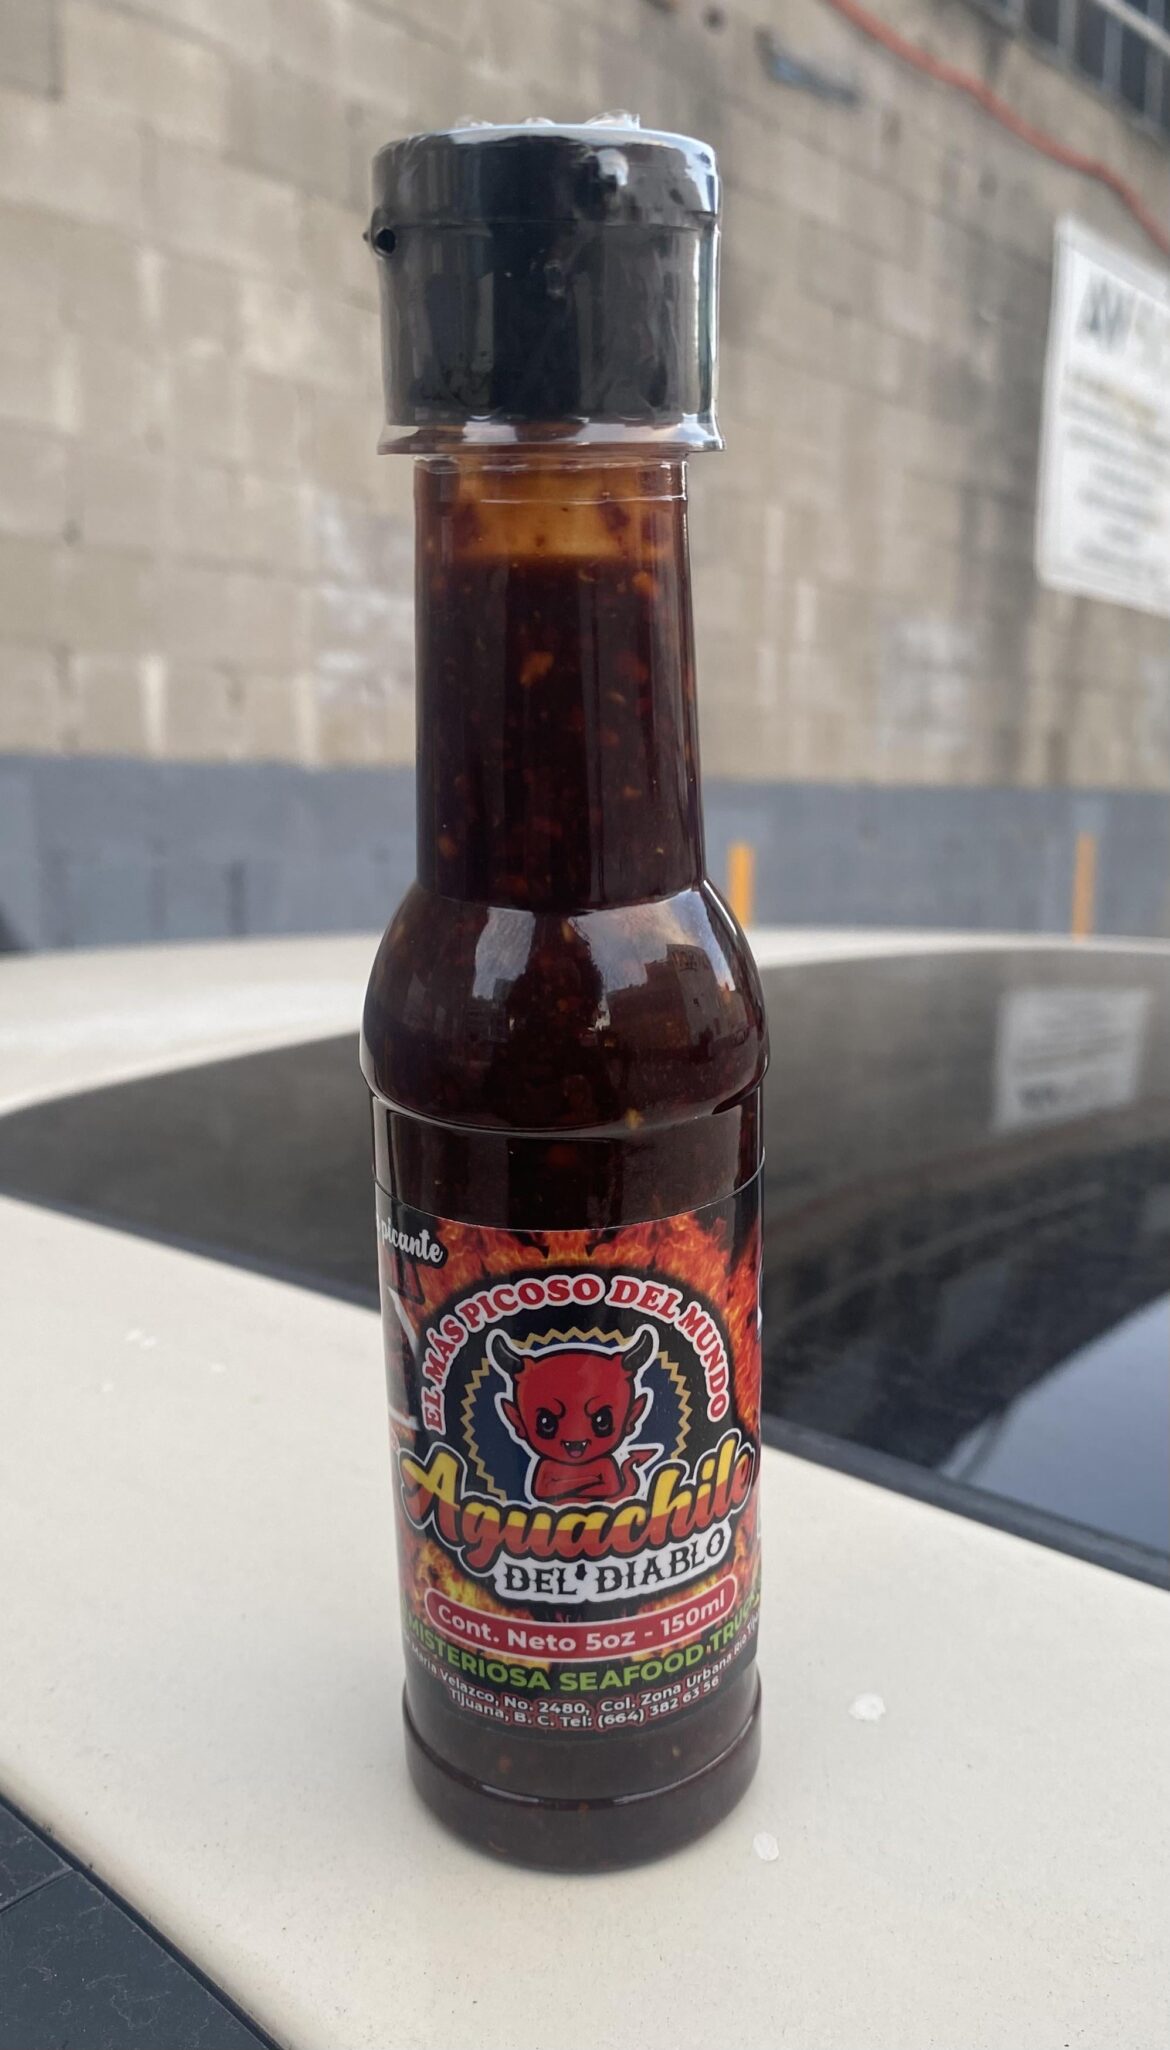 picante
EL MÁS PICOSO DEL MUNDO
Aguachile
DEL DIABLO
Cont. Neto 5oz - 150ml
MISTERIOSA SEAFOOD TRUCK
María Velazco, No. 2480, Col. Zona Urbana Río
Tijuana, B. C. Tel: (664) 382 63 56